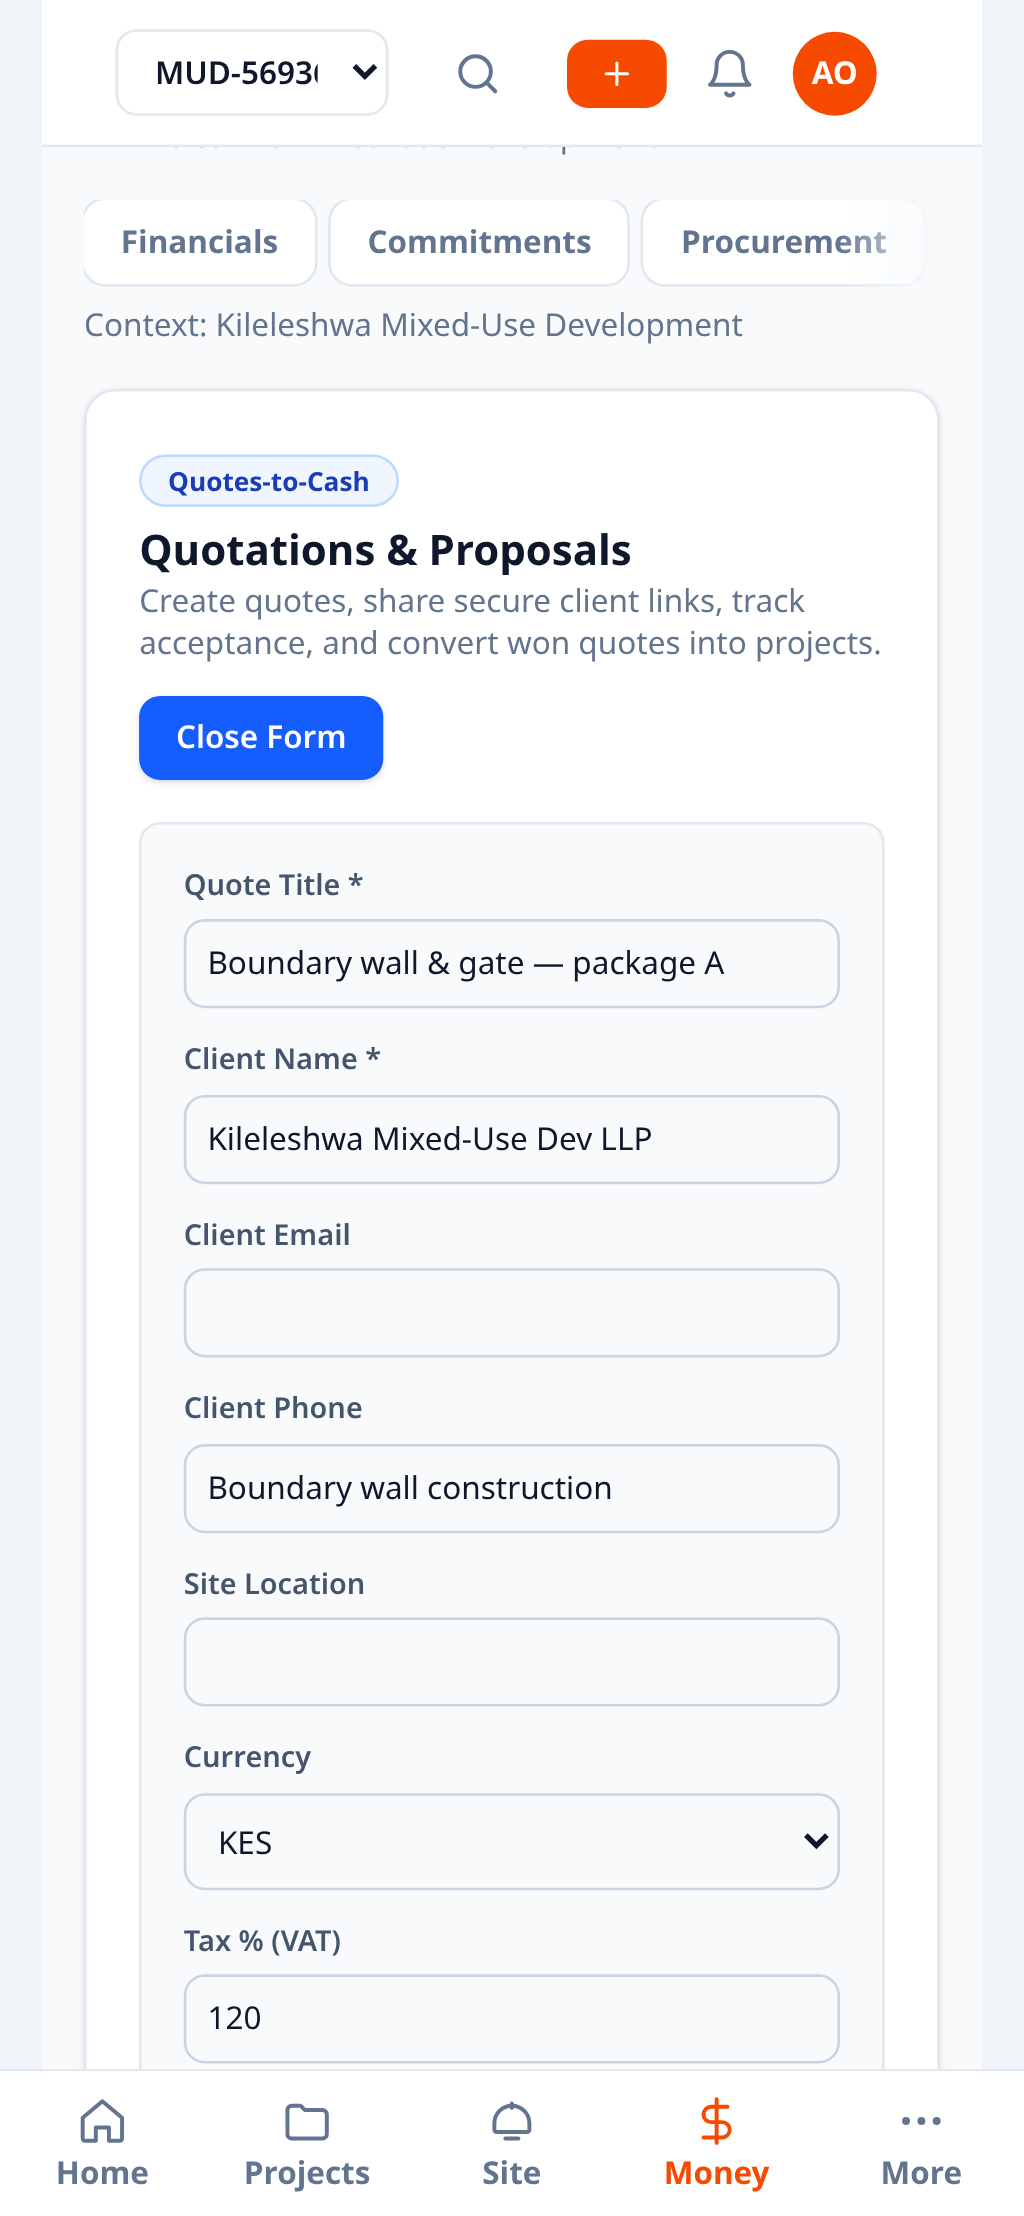 MUD-5693
AO
Financials
Commitments
Procurement
Context: Kileleshwa Mixed-Use Development
Quotes-to-Cash
Quotations & Proposals
Create quotes, share secure client links, track
acceptance, and convert won quotes into projects.
Close Form
Quote Title *
Boundary wall & gate — package A
Client Name *
Kileleshwa Mixed-Use Dev LLP
Client Email
Client Phone
Boundary wall construction
Site Location
Currency
KES
Tax % (VAT)
120
Home
Projects
Site
Money
More